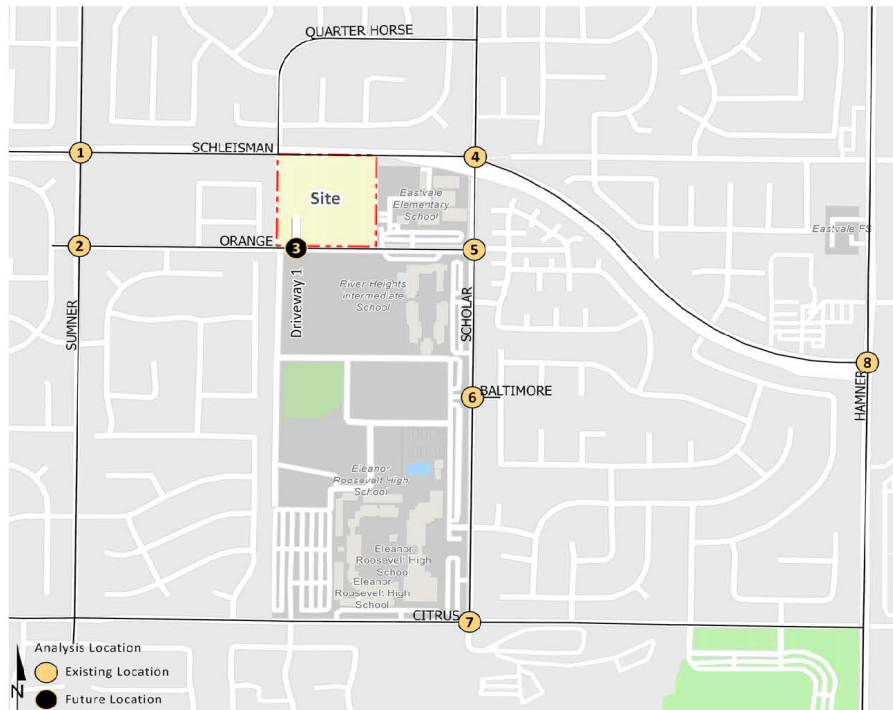 QUARTER HORSE
1
SCHLEISMAN
4
Site
Eastvale
Elementary
School
Eastvale FS
2
ORANGE
3
5
Driveway 1
River Heights
Intermediate
School
SUMNER
SCHOLAR
8
HAMNER
6
BALTIMORE
Eleanor
Roosevelt High
School
Eleanor
Roosevelt High
School
Eleanor
Roosevelt High
School
CITRUS
7
Analysis Location
Existing Location
N
Future Location